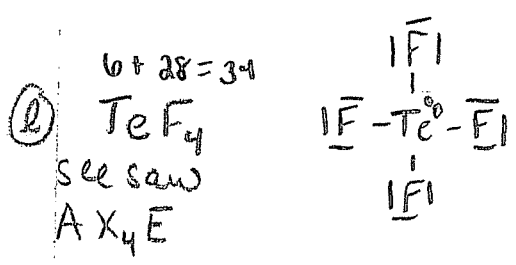 6 + 28 = 34
l TeF₄
see saw
AX₄E
|F|
|F - Te - F|
|F|